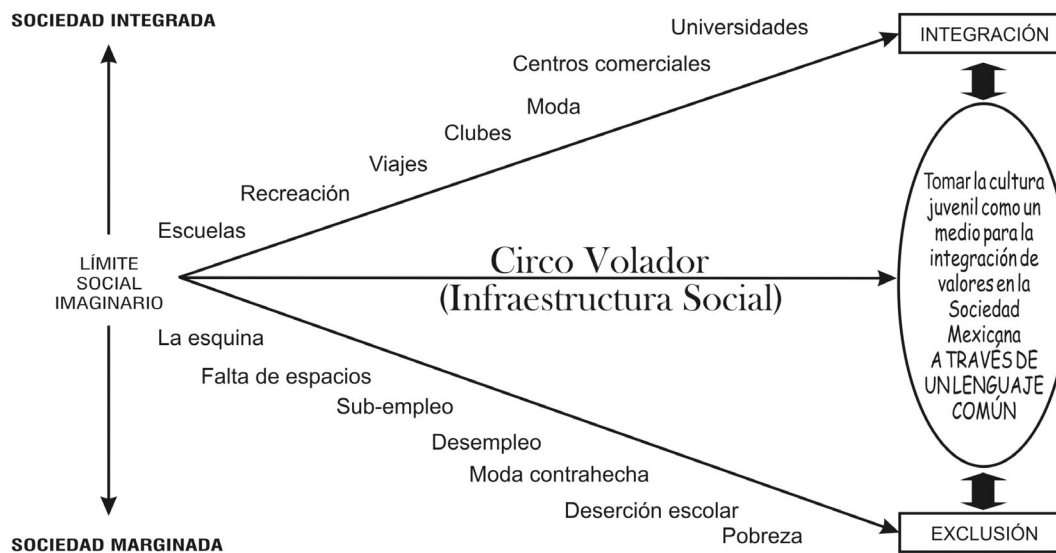 SOCIEDAD INTEGRADA
Universidades
INTEGRACIÓN
Centros comerciales
Moda
Clubes
Viajes
Recreación
Escuelas
LÍMITE
SOCIAL
IMAGINARIO
Circo Volador
(Infraestructura Social)
Tomar la cultura
juvenil como un
medio para la
integración de
valores en la
Sociedad
Mexicana
A TRAVÉS DE
UN LENGUAJE
COMÚN
La esquina
Falta de espacios
Sub-empleo
Desempleo
Moda contrahecha
Deserción escolar
Pobreza
EXCLUSIÓN
SOCIEDAD MARGINADA